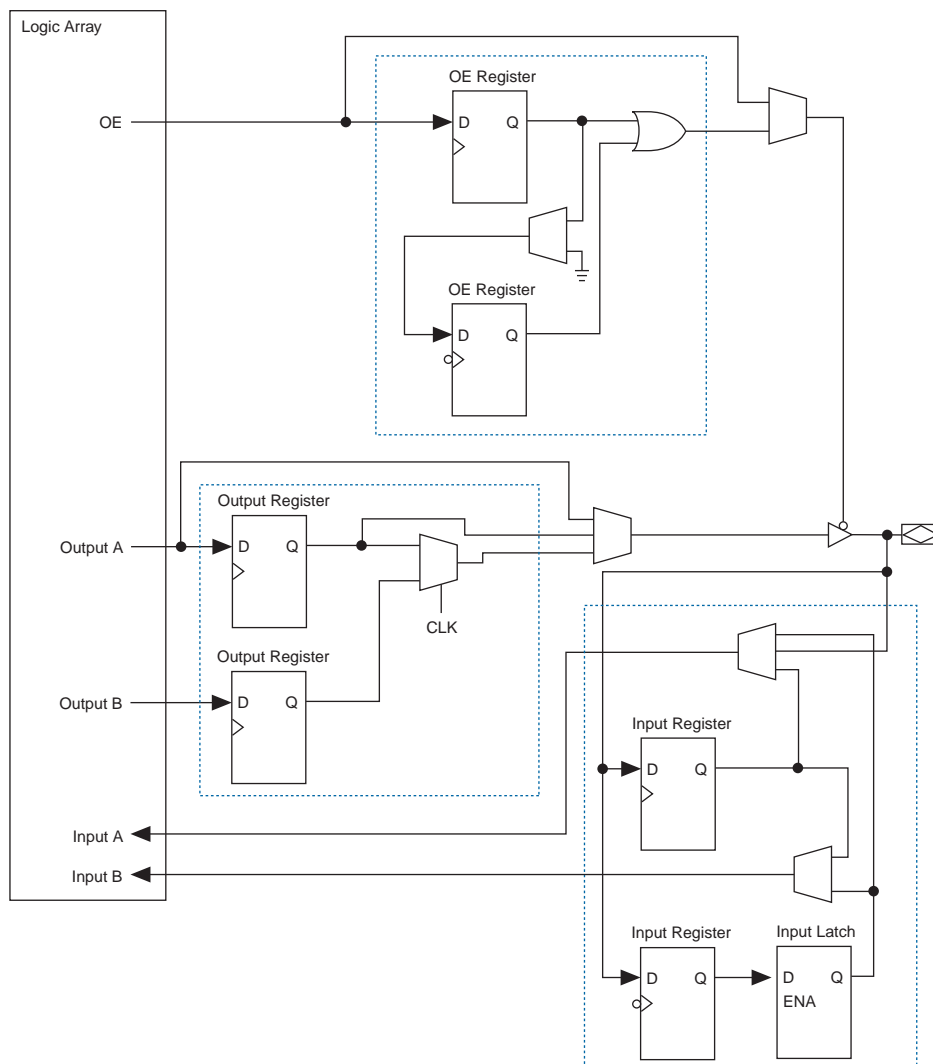 Logic Array
OE Register
OE
D Q
OE Register
D Q
Output Register
Output A
D Q
CLK
Output Register
Output B
D Q
Input Register
D Q
Input A
Input B
Input Register
Input Latch
D Q
D Q
ENA